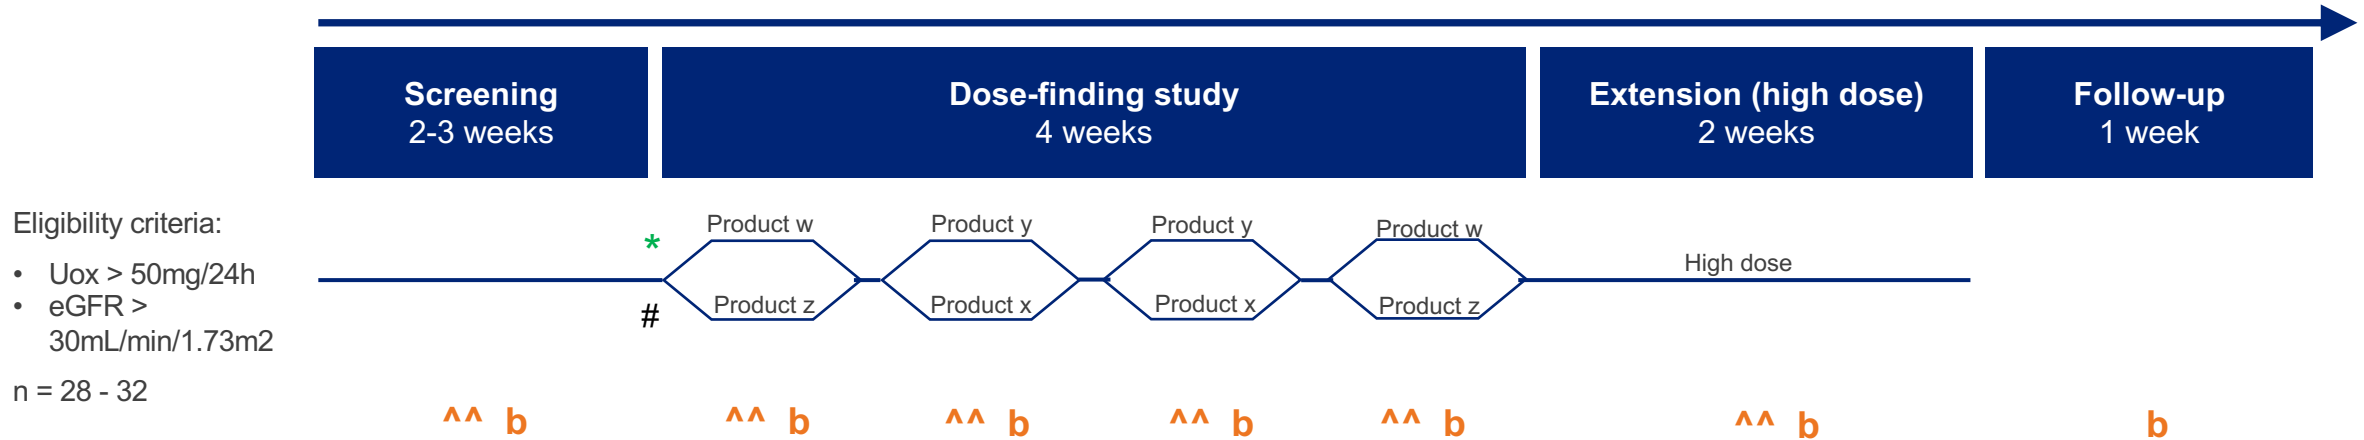 Screening
2-3 weeks
Dose-finding study
4 weeks
Extension (high dose)
2 weeks
Follow-up
1 week
Eligibility criteria:
• Uox > 50mg/24h
• eGFR >
30mL/min/1.73m2
n = 28 - 32
*
#
Product w
Product z
Product y
Product x
Product y
Product x
Product w
Product z
High dose
^^ b
^^ b
^^ b
^^ b
^^ b
^^ b
b